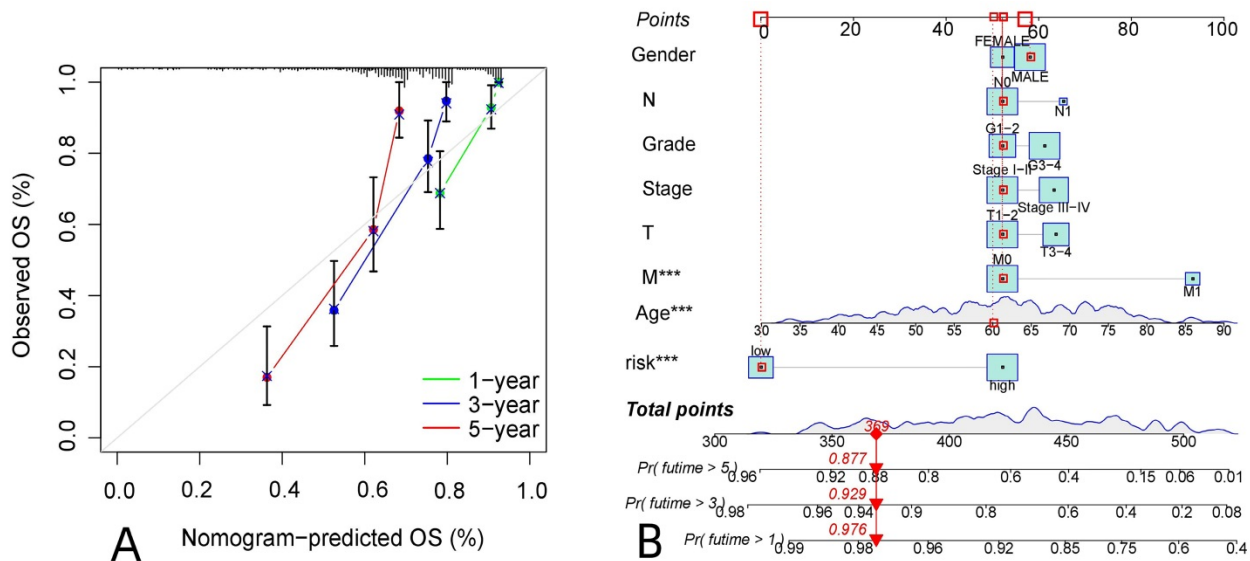 Observed OS (%)
1.0
0.8
0.6
0.4
0.2
0.0
1-year
3-year
5-year
0.0 0.2 0.4 0.6 0.8 1.0
Nomogram-predicted OS (%)
A
Points
0 20 40 60 80 100
Gender
FEMALE
MALE
N
N0
N1
Grade
G1-2
G3-4
Stage
Stage I-II
Stage III-IV
T
T1-2
T3-4
M***
M0
M1
Age***
30 35 40 45 50 55 60 65 70 75 80 85 90
risk***
low
high
Total points
369
300 350 400 450 500
0.877
Pr( futime > 5 )
0.96 0.92 0.88 0.8 0.6 0.4 0.15 0.06 0.01
0.929
Pr( futime > 3 )
0.98 0.96 0.94 0.9 0.8 0.6 0.4 0.2 0.08
0.976
Pr( futime > 1 )
0.99 0.98 0.96 0.92 0.85 0.75 0.6 0.4
B